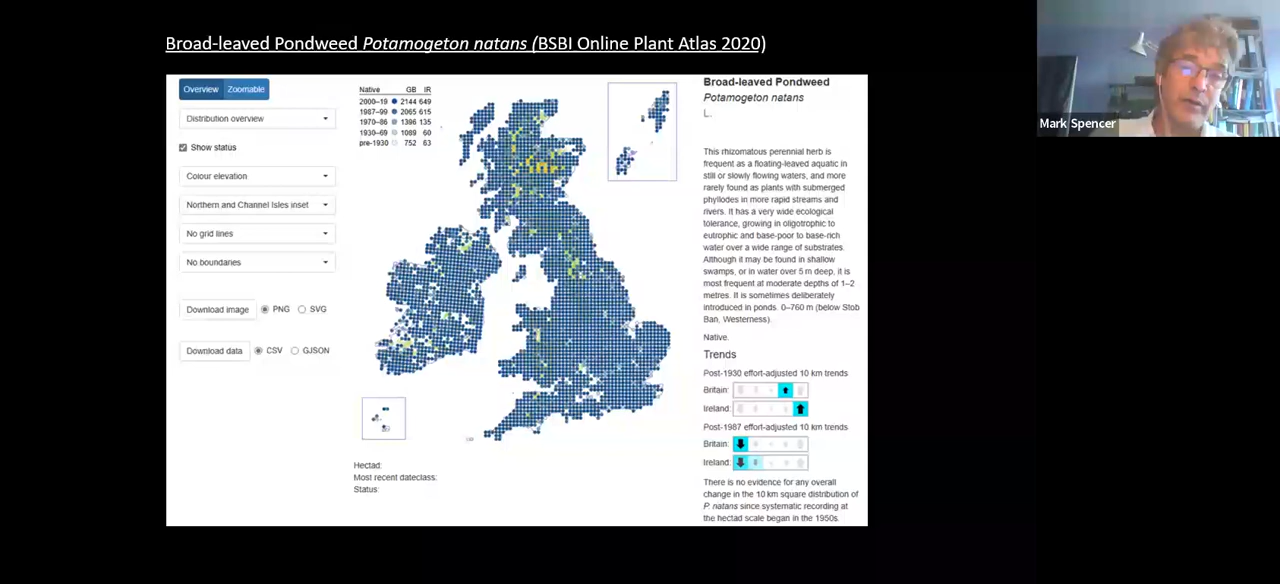 Broad-leaved Pondweed Potamogeton natans (BSBI Online Plant Atlas 2020)
Mark Spencer
Overview Zoomable
Distribution overview
Show status
Colour elevation
Northern and Channel Isles inset
No grid lines
No boundaries
Download image PNG SVG
Download data CSV GJSON
Native GB IR
2000–19 2144 649
1987–99 2065 615
1970–86 1396 135
1930–69 1089 60
pre-1930 752 63
Hectad:
Most recent dateclass:
Status:
Broad-leaved Pondweed
Potamogeton natans
L.
This rhizomatous perennial herb is
frequent as a floating-leaved aquatic in
still or slowly flowing waters, and more
rarely found as plants with submerged
phyllodes in more rapid streams and
rivers. It has a very wide ecological
tolerance, growing in oligotrophic to
eutrophic and base-poor to base-rich
water over a wide range of substrates.
Although it may be found in shallow
swamps, or in water over 5 m deep, it is
most frequent at moderate depths of 1–2
metres. It is sometimes deliberately
introduced in ponds. 0–760 m (below Stob
Ban, Westerness).
Native.
Trends
Post-1930 effort-adjusted 10 km trends
Britain:
Ireland:
Post-1987 effort-adjusted 10 km trends
Britain:
Ireland:
There is no evidence for any overall
change in the 10 km square distribution of
P. natans since systematic recording at
the hectad scale began in the 1950s.